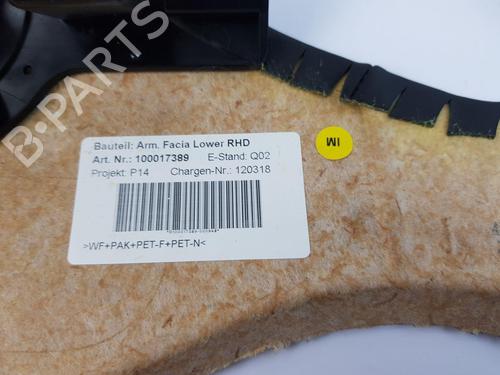 B-PARTS
Bauteil: Arm. Facia Lower RHD
Art. Nr.: 100017389 E-Stand: Q02
Projekt: P14 Chargen-Nr.: 120318
>WF+PAK+PET-F+PET-N<
IM